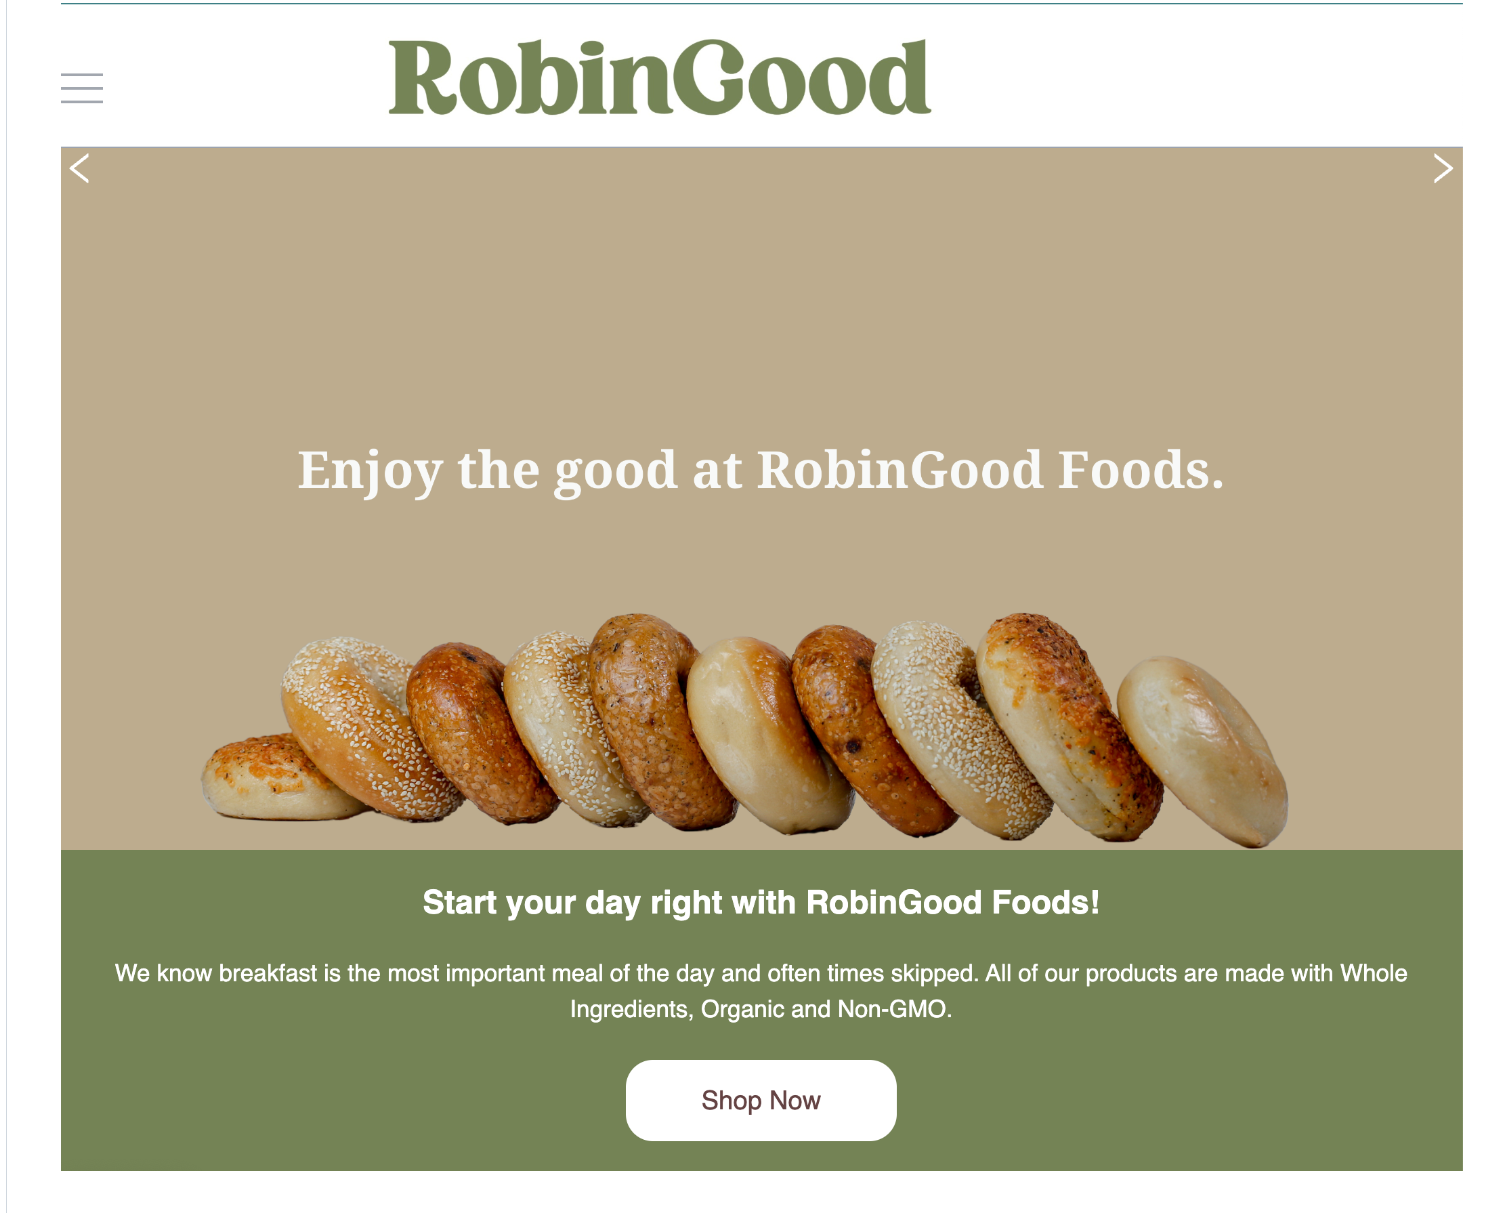 RobinGood
Enjoy the good at RobinGood Foods.
Start your day right with RobinGood Foods!
We know breakfast is the most important meal of the day and often times skipped. All of our products are made with Whole
Ingredients, Organic and Non-GMO.
Shop Now